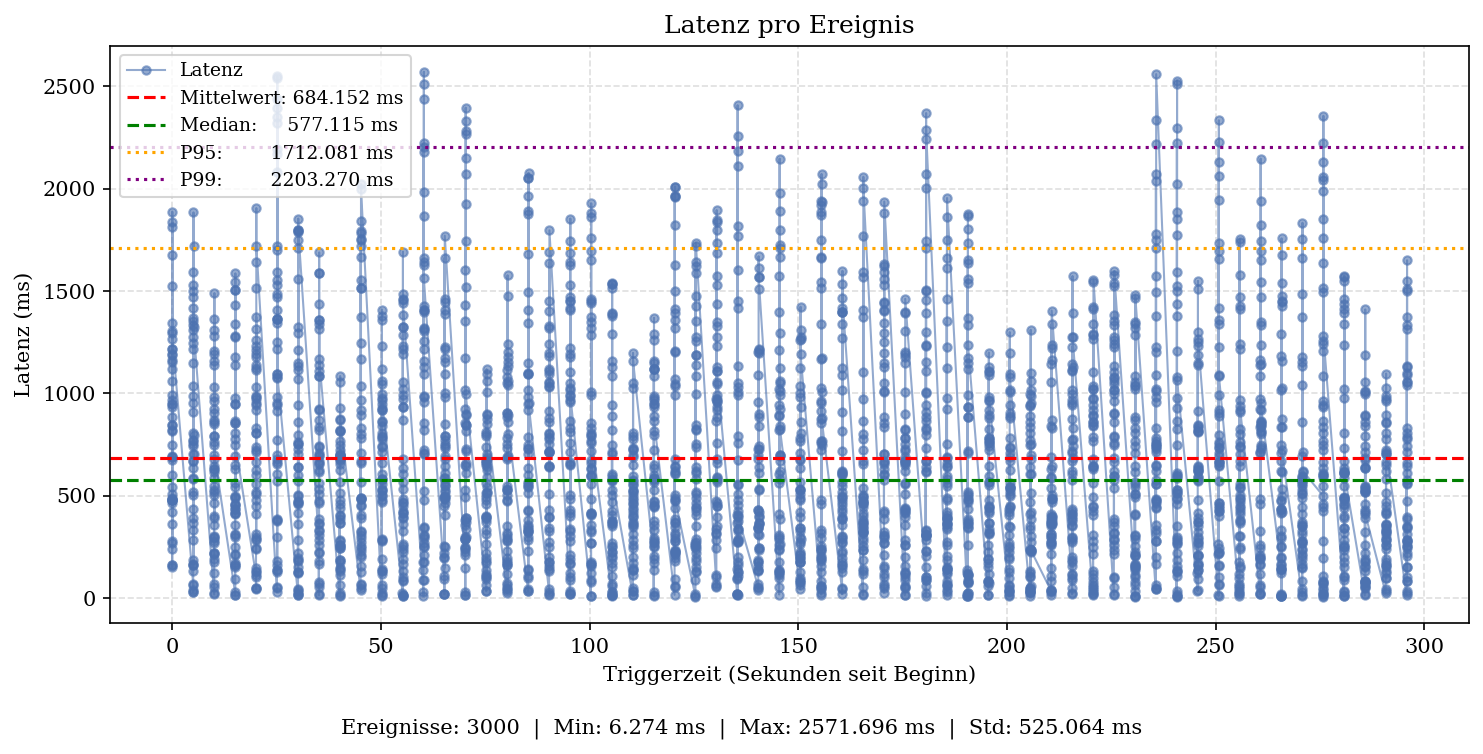 Latenz pro Ereignis
Latenz
Mittelwert: 684.152 ms
Median: 577.115 ms
P95: 1712.081 ms
P99: 2203.270 ms
Latenz (ms)
2500
2000
1500
1000
500
0
0 50 100 150 200 250 300
Triggerzeit (Sekunden seit Beginn)
Ereignisse: 3000 | Min: 6.274 ms | Max: 2571.696 ms | Std: 525.064 ms